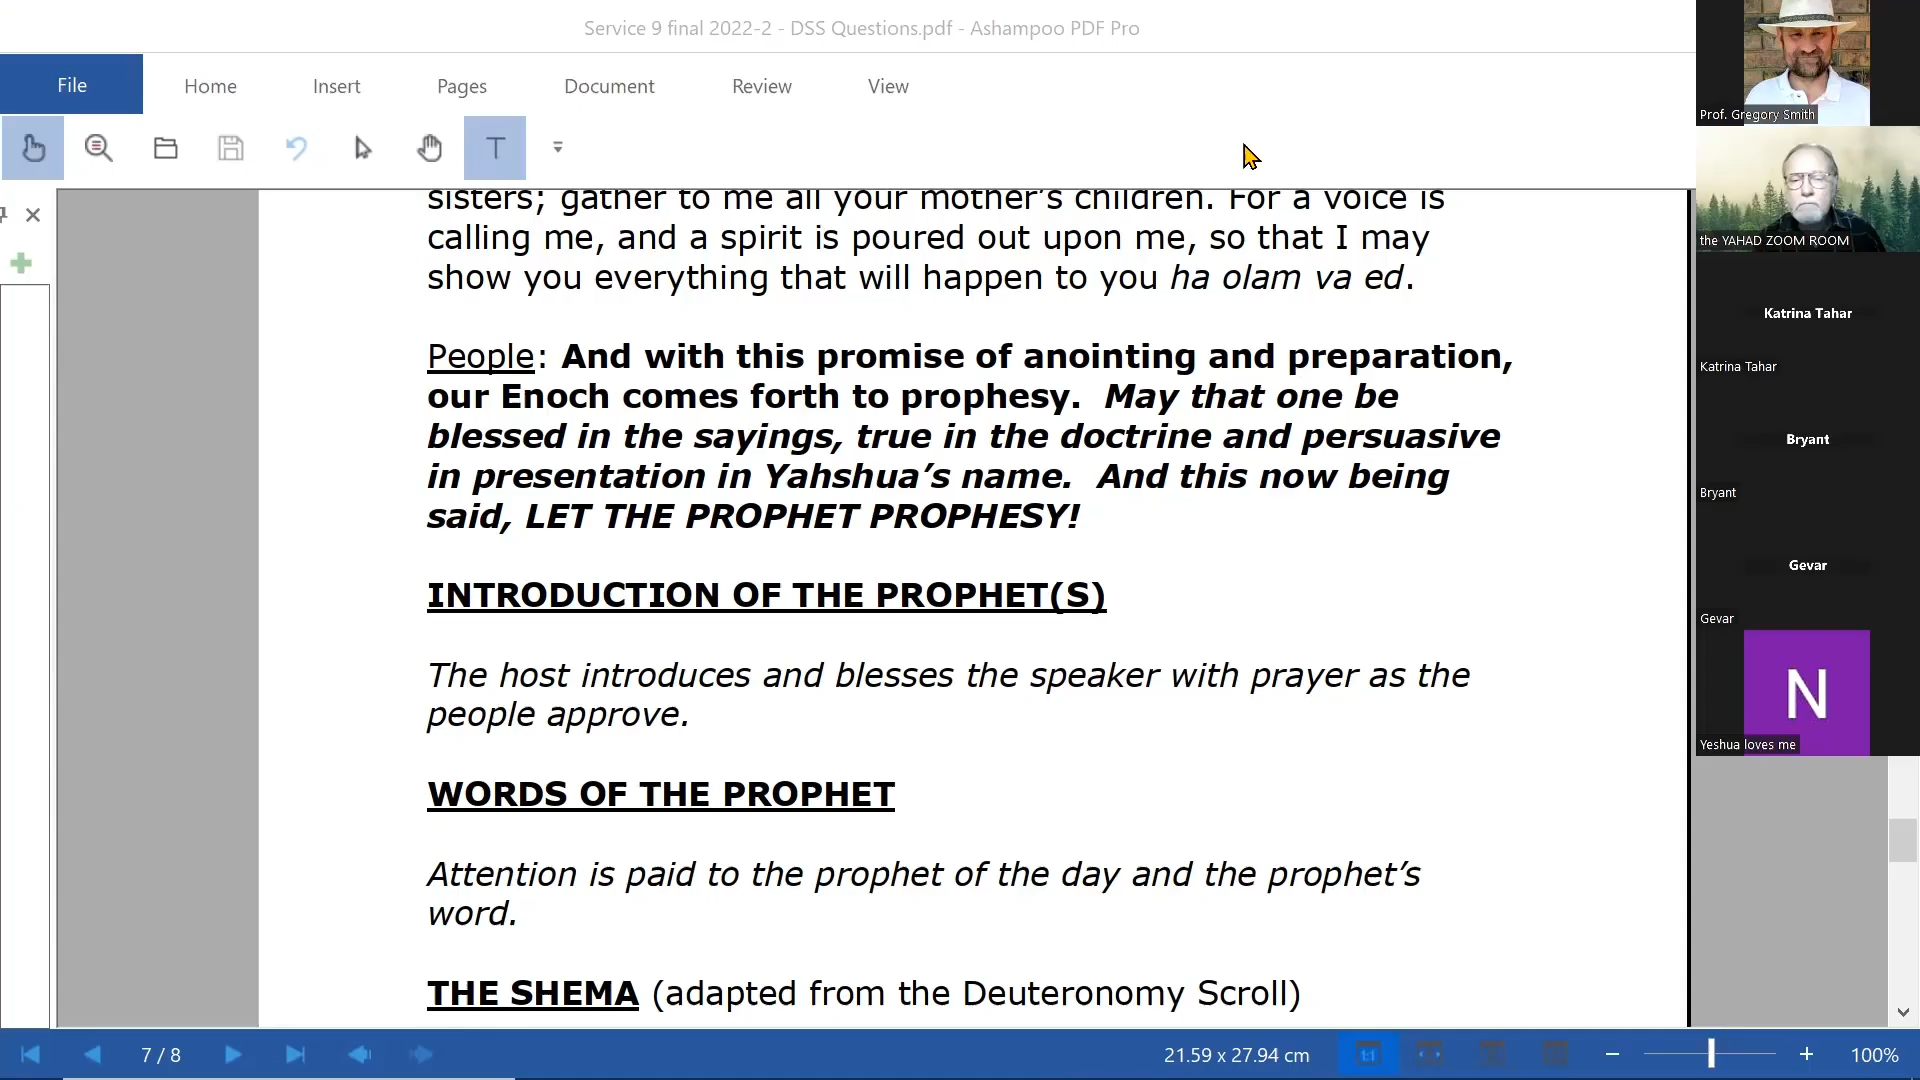 Service 9 final 2022-2 - DSS Questions.pdf - Ashampoo PDF Pro
File Home Insert Pages Document Review View
T
sisters; gather to me all your mother's children. For a voice is
calling me, and a spirit is poured out upon me, so that I may
show you everything that will happen to you ha olam va ed.
People: And with this promise of anointing and preparation,
our Enoch comes forth to prophesy. May that one be
blessed in the sayings, true in the doctrine and persuasive
in presentation in Yahshua’s name. And this now being
said, LET THE PROPHET PROPHESY!
INTRODUCTION OF THE PROPHET(S)
The host introduces and blesses the speaker with prayer as the
people approve.
WORDS OF THE PROPHET
Attention is paid to the prophet of the day and the prophet’s
word.
THE SHEMA (adapted from the Deuteronomy Scroll)
7 / 8
21.59 x 27.94 cm
1:1
100%
Prof. Gregory Smith
the YAHAD ZOOM ROOM
Katrina Tahar
Katrina Tahar
Bryant
Bryant
Gevar
Gevar
N
Yeshua loves me